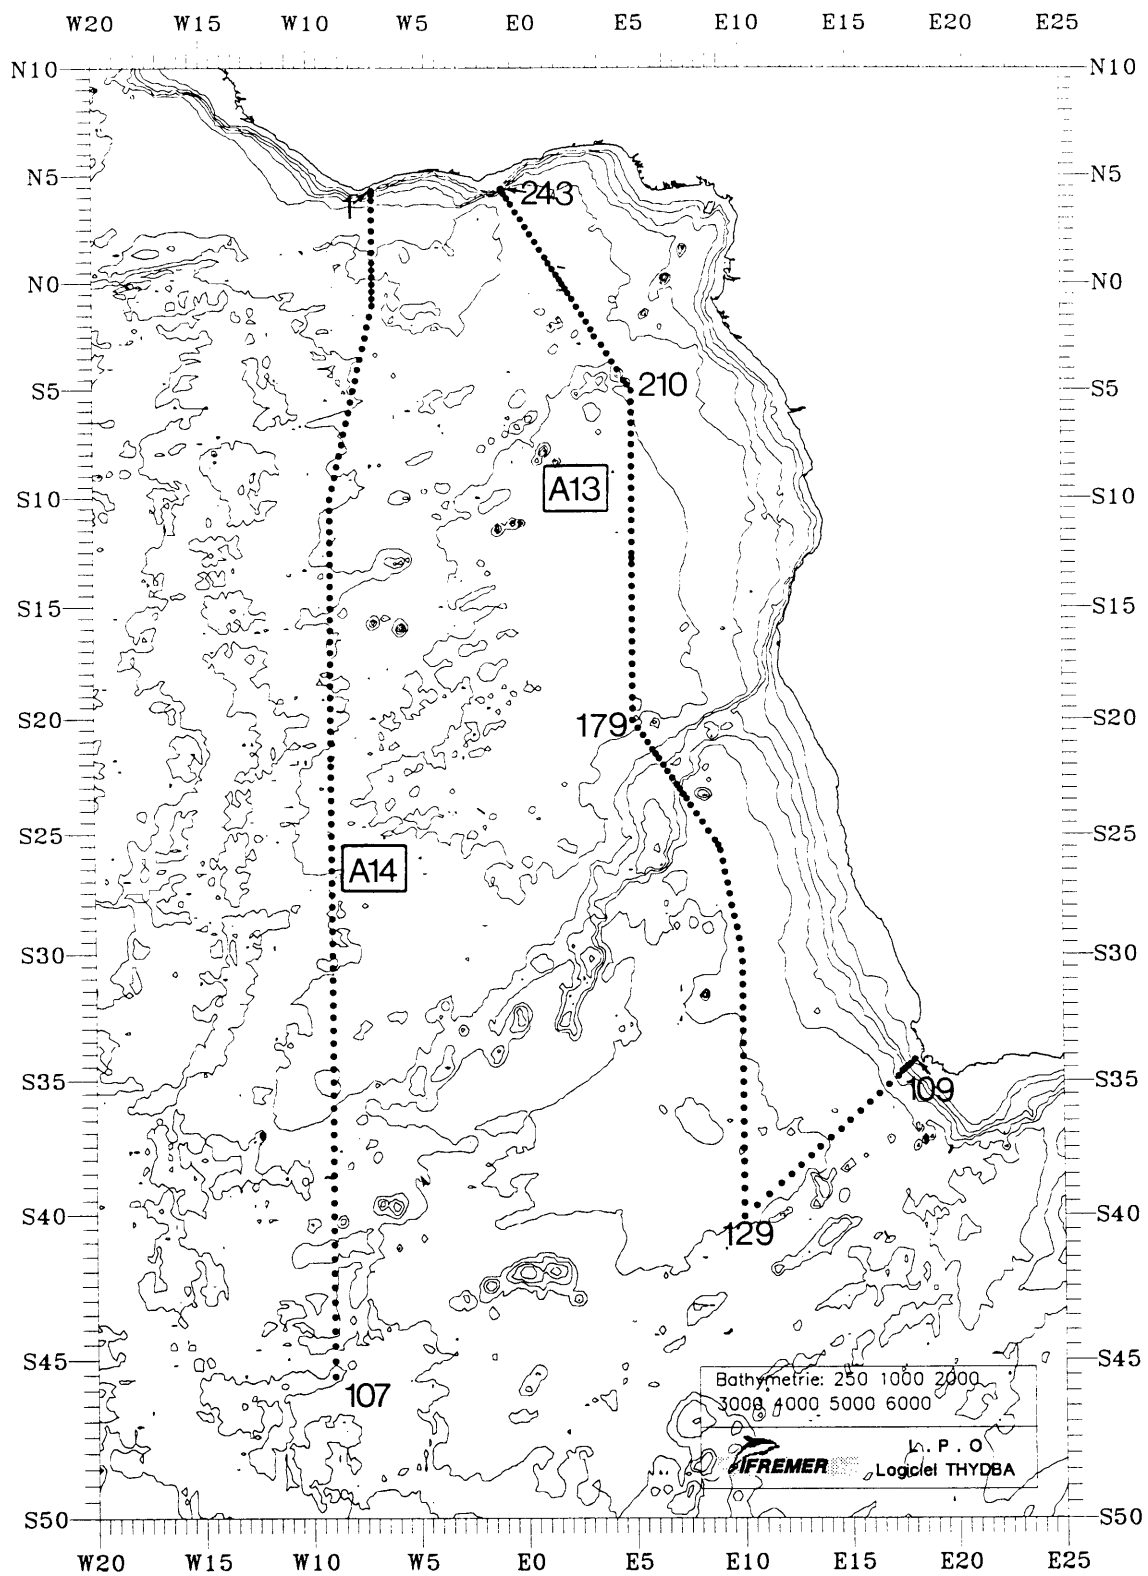 W20 W15 W10 W5 E0 E5 E10 E15 E20 E25
N10 N10
N5 N5
1 243
N0 N0
S5 210 S5
A13
S10 S10
S15 S15
S20 179 S20
S25 S25
A14
S30 S30
S35 S35
109
S40 S40
129
S45 S45
Bathymetrie: 250 1000 2000
3000 4000 5000 6000
107
L.P.O
IFREMER Logiciel THYDBA
S50 S50
W20 W15 W10 W5 E0 E5 E10 E15 E20 E25